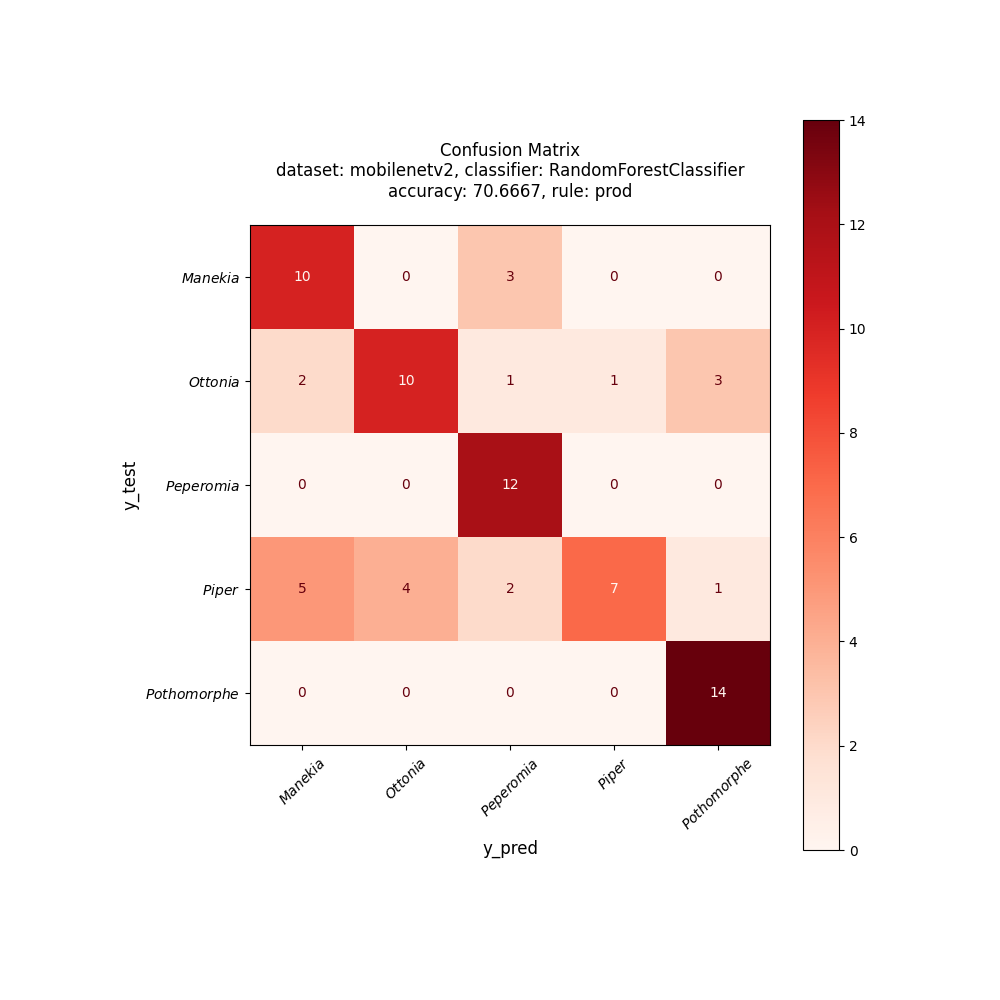 Confusion Matrix
dataset: mobilenetv2, classifier: RandomForestClassifier
accuracy: 70.6667, rule: prod
Manekia 10 0 3 0 0
Ottonia 2 10 1 1 3
Peperomia 0 0 12 0 0
Piper 5 4 2 7 1
Pothomorphe 0 0 0 0 14
y_test
Manekia Ottonia Peperomia Piper Pothomorphe
y_pred
14
12
10
8
6
4
2
0